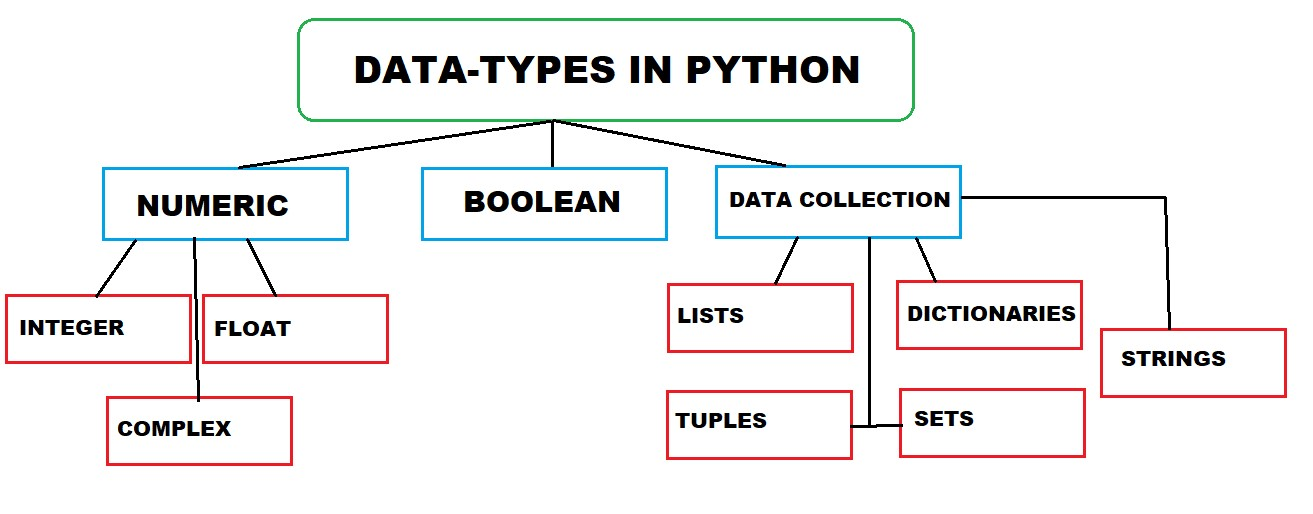 DATA-TYPES IN PYTHON
NUMERIC
BOOLEAN
DATA COLLECTION
INTEGER
FLOAT
COMPLEX
LISTS
DICTIONARIES
TUPLES
SETS
STRINGS